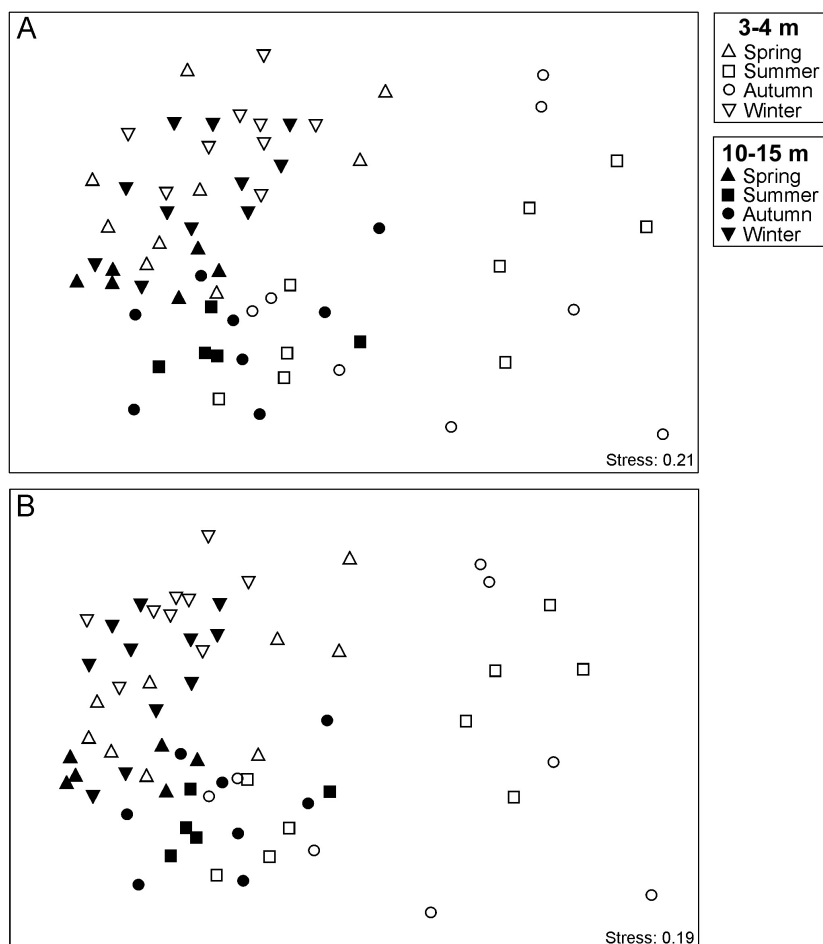 A
3-4 m
Spring
Summer
Autumn
Winter
10-15 m
Spring
Summer
Autumn
Winter
Stress: 0.21
B
Stress: 0.19